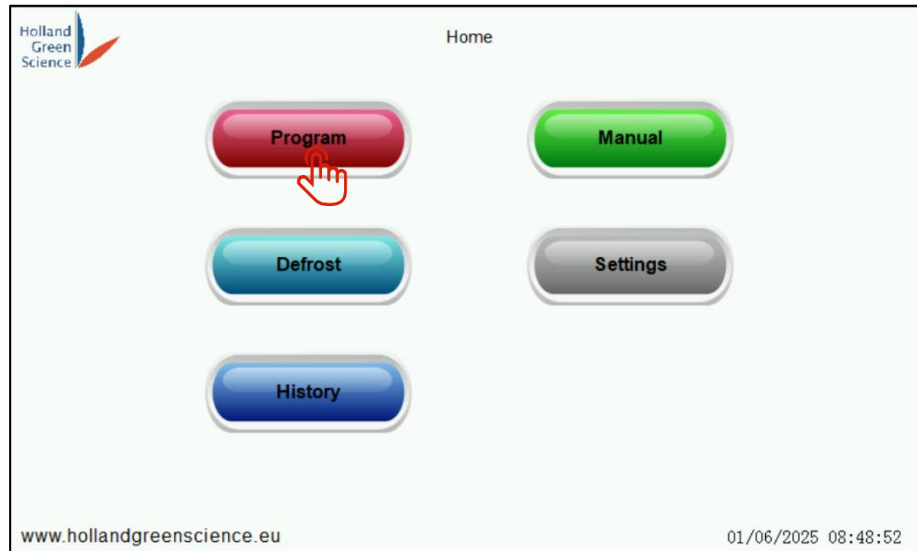 Holland
Green
Science
Home
Program
Manual
Defrost
Settings
History
www.hollandgreenscience.eu
01/06/2025 08:48:52